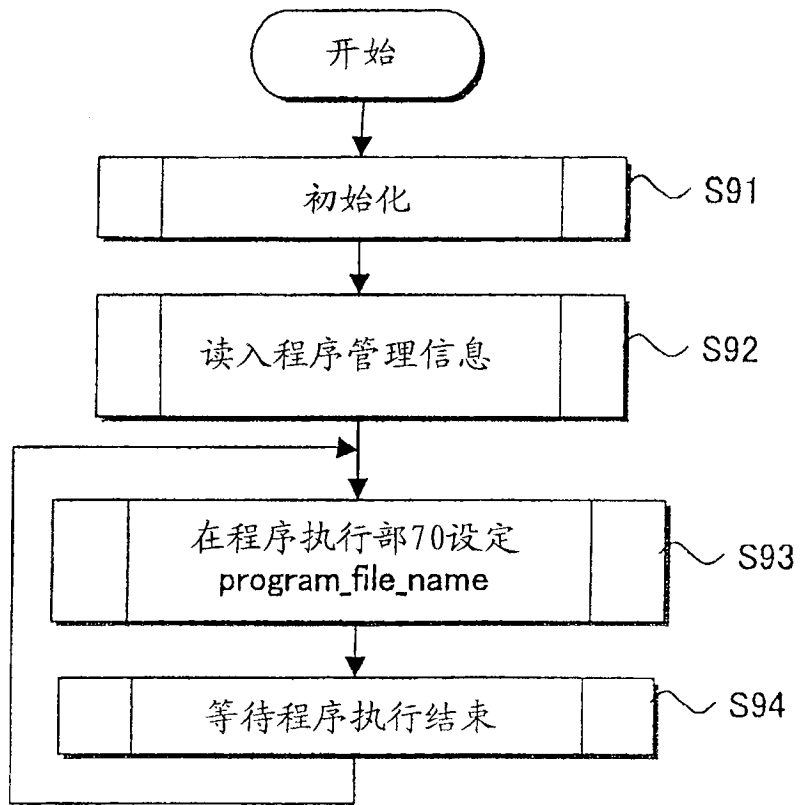 开始
初始化
S91
读入程序管理信息
S92
在程序执行部70设定
program_file_name
S93
等待程序执行结束
S94